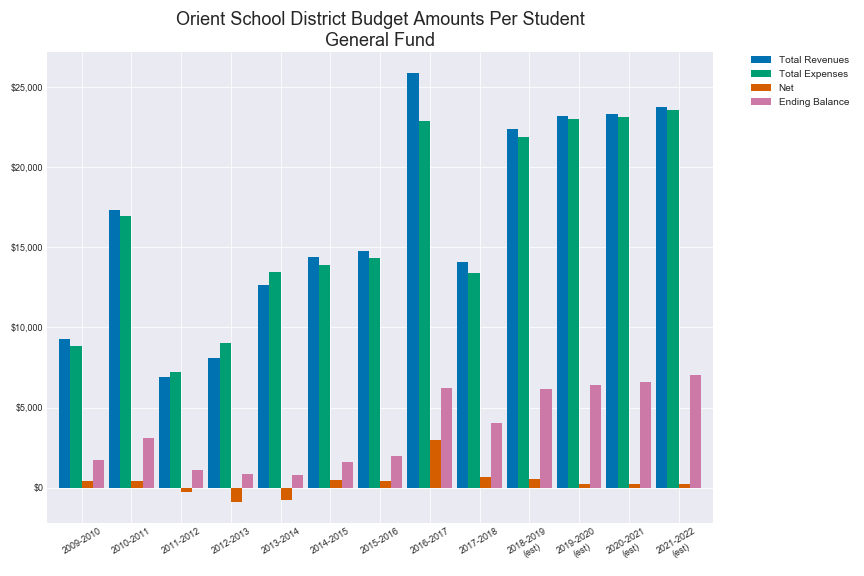 Orient School District Budget Amounts Per Student
General Fund
Total Revenues
Total Expenses
Net
Ending Balance
$25,000
$20,000
$15,000
$10,000
$5,000
$0
2009-2010
2010-2011
2011-2012
2012-2013
2013-2014
2014-2015
2015-2016
2016-2017
2017-2018
2018-2019
(est)
2019-2020
(est)
2020-2021
(est)
2021-2022
(est)